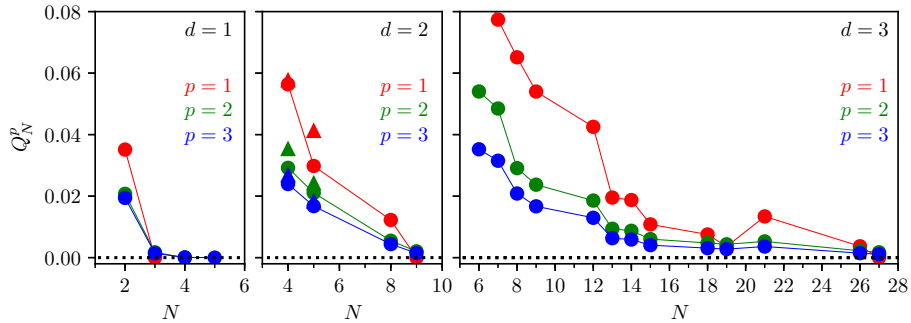 0.08
0.06
0.04
0.02
0.00
Q_N^p
d = 1
p = 1
p = 2
p = 3
2 4 6
N
d = 2
p = 1
p = 2
p = 3
4 6 8 10
N
d = 3
p = 1
p = 2
p = 3
6 8 10 12 14 16 18 20 22 24 26 28
N